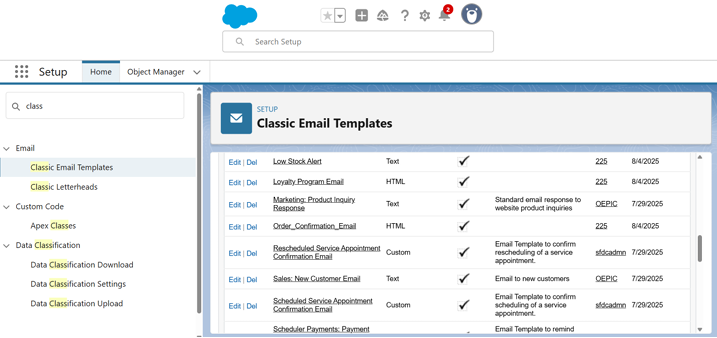 2
Search Setup
Setup
Home
Object Manager
class
Email
Classic Email Templates
Classic Letterheads
Custom Code
Apex Classes
Data Classification
Data Classification Download
Data Classification Settings
Data Classification Upload
SETUP
Classic Email Templates
Edit | Del Low Stock Alert Text 225 8/4/2025
Edit | Del Loyalty Program Email HTML 225 8/4/2025
Edit | Del Marketing: Product Inquiry Response Text Standard email response to website product inquiries OEPIC 7/29/2025
Edit | Del Order_Confirmation_Email HTML 225 8/4/2025
Edit | Del Rescheduled Service Appointment Confirmation Email Custom Email Template to confirm rescheduling of a service appointment. sfdcadmn 7/29/2025
Edit | Del Sales: New Customer Email Text Email to new customers OEPIC 7/29/2025
Edit | Del Scheduled Service Appointment Confirmation Email Custom Email Template to confirm scheduling of a service appointment. sfdcadmn 7/29/2025
Scheduler Payments: Payment Email Template to remind